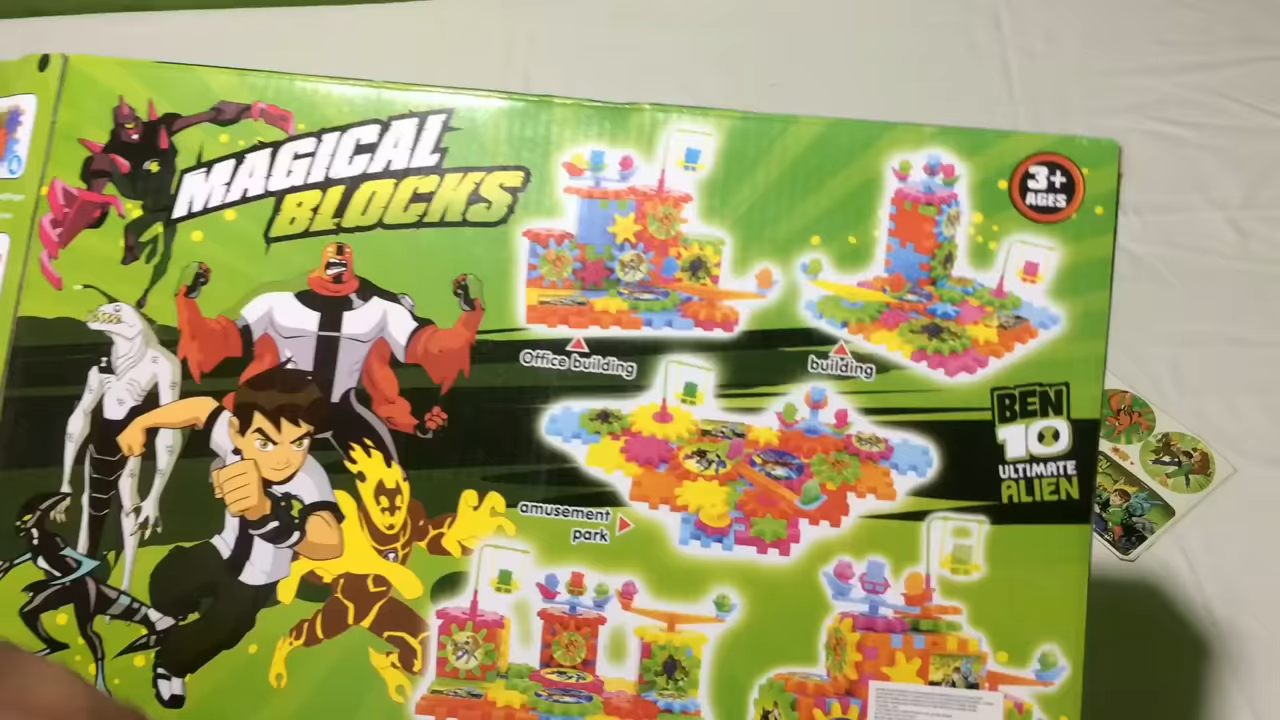 MAGICAL
BLOCKS
3+
AGES
Office building
building
BEN
10
ULTIMATE
ALIEN
amusement
park